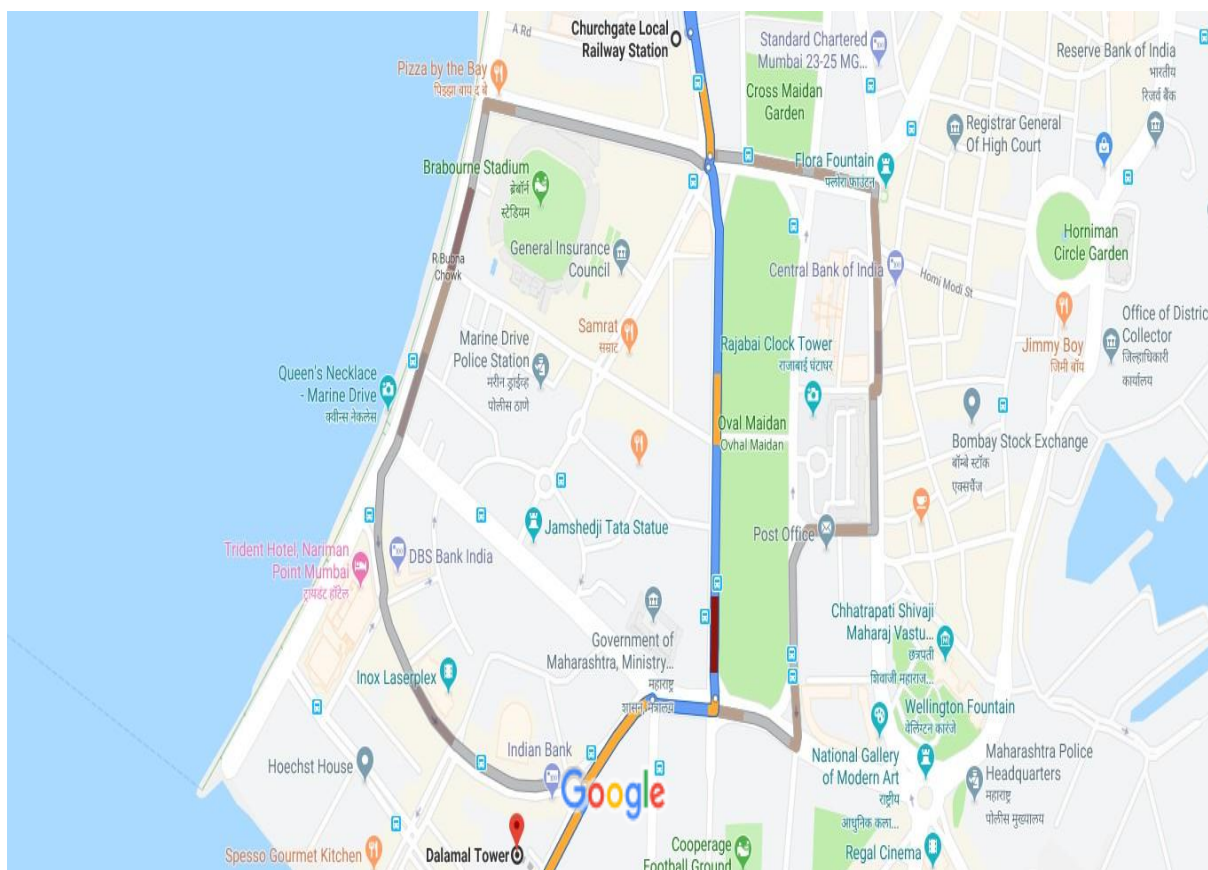 A Rd
Churchgate Local
Railway Station
Standard Chartered
Mumbai 23-25 MG...
Reserve Bank of India
भारतीय
रिजर्व बैंक
Pizza by the Bay
पिझ्झा बाय द बे
Cross Maidan
Garden
Registrar General
Of High Court
Flora Fountain
फ्लोरा फाउंटन
Brabourne Stadium
ब्रेबॉर्न
स्टेडियम
General Insurance
Council
Horniman
Circle Garden
R Bupna
Chowk
Central Bank of India
Homi Modi St
Samrat
सम्राट
Marine Drive
Police Station
मरीन ड्राईव्ह
पोलीस ठाणे
Rajabai Clock Tower
राजाबाई घंटाघर
Jimmy Boy
जिमी बॉय
Office of Distric
Collector
जिल्हाधिकारी
कार्यालय
Queen's Necklace
- Marine Drive
क्वीन्स नेकलेस
Oval Maidan
Ovhal Maidan
Bombay Stock Exchange
बॉम्बे स्टॉक
एक्सचेंज
Jamshedji Tata Statue
Post Office
Trident Hotel, Nariman
Point Mumbai
ट्रायडंट हॉटेल
DBS Bank India
Government of
Maharashtra, Ministry...
महाराष्ट्र
शासन, मंत्रालय
Chhatrapati Shivaji
Maharaj Vastu...
छत्रपती
शिवाजी महाराज...
Inox Laserplex
Wellington Fountain
वेलिंग्टन कारंजे
Hoechst House
Indian Bank
National Gallery
of Modern Art
राष्ट्रीय
आधुनिक कला...
Maharashtra Police
Headquarters
महाराष्ट्र
पोलिस मुख्यालय
Google
Spesso Gourmet Kitchen
Dalamal Tower
Cooperage
Football Ground
Regal Cinema